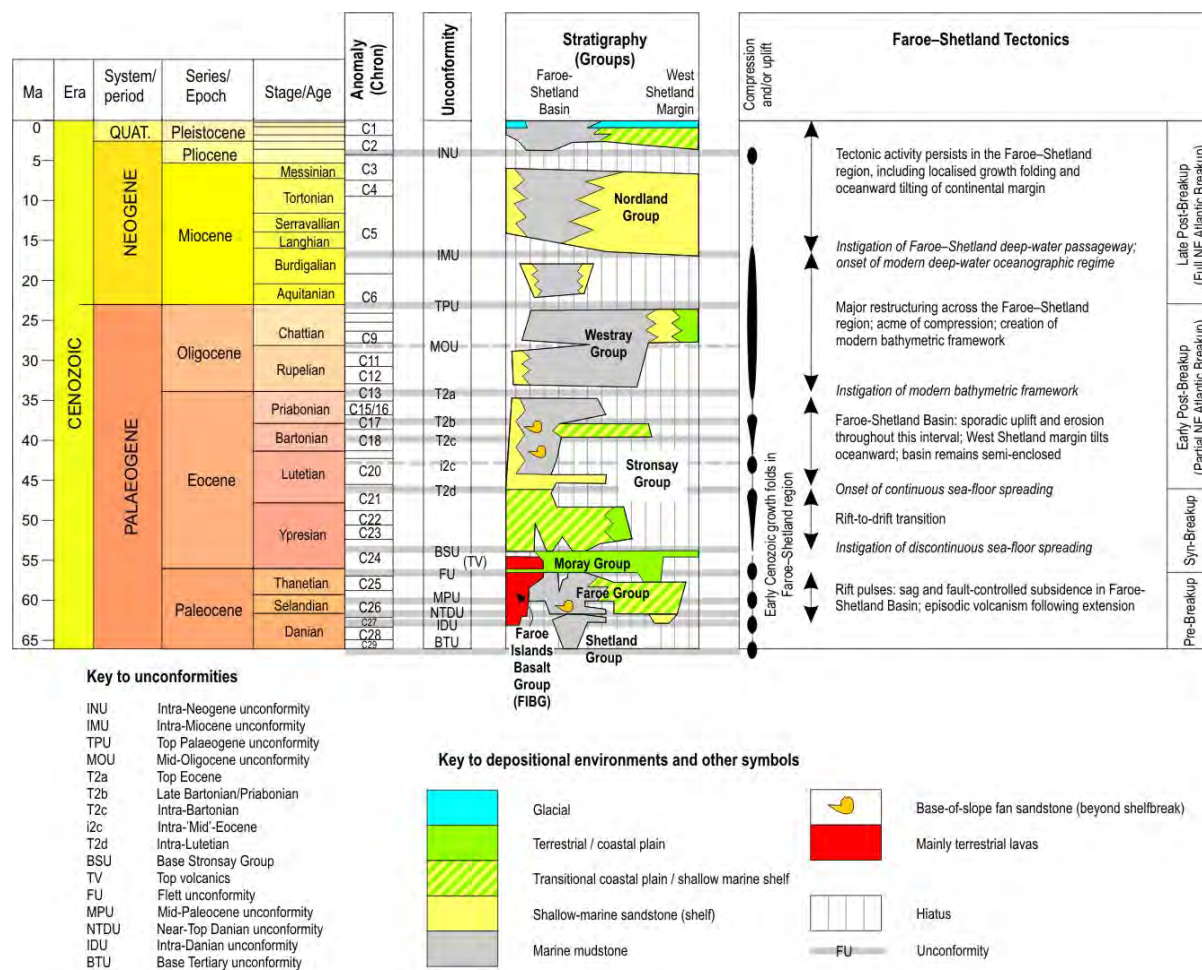 Ma
Era
System/
period
Series/
Epoch
Stage/Age
Anomaly
(Chron)
Unconformity
Stratigraphy
(Groups)
Faroe-
Shetland
Basin
West
Shetland
Margin
Compression
and/or uplift
Faroe–Shetland Tectonics
0
5
10
15
20
25
30
35
40
45
50
55
60
65
CENOZOIC
QUAT.
NEOGENE
PALAEOGENE
Pleistocene
Pliocene
Miocene
Oligocene
Eocene
Paleocene
Messinian
Tortonian
Serravallian
Langhian
Burdigalian
Aquitanian
Chattian
Rupelian
Priabonian
Bartonian
Lutetian
Ypresian
Thanetian
Selandian
Danian
C1
C2
C3
C4
C5
C6
C9
C11
C12
C13
C15/16
C17
C18
C20
C21
C22
C23
C24
C25
C26
C27
C28
C29
INU
IMU
TPU
MOU
T2a
T2b
T2c
i2c
T2d
BSU
(TV)
FU
MPU
NTDU
IDU
BTU
Nordland
Group
Westray
Group
Stronsay
Group
Moray Group
Faroe Group
Faroe
Islands
Basalt
Group
(FIBG)
Shetland
Group
Early Cenozoic growth folds in
Faroe–Shetland region
Tectonic activity persists in the Faroe–Shetland
region, including localised growth folding and
oceanward tilting of continental margin
Instigation of Faroe–Shetland deep-water passageway;
onset of modern deep-water oceanographic regime
Major restructuring across the Faroe–Shetland
region; acme of compression; creation of
modern bathymetric framework
Instigation of modern bathymetric framework
Faroe-Shetland Basin: sporadic uplift and erosion
throughout this interval; West Shetland margin tilts
oceanward; basin remains semi-enclosed
Onset of continuous sea-floor spreading
Rift-to-drift transition
Instigation of discontinuous sea-floor spreading
Rift pulses: sag and fault-controlled subsidence in Faroe-
Shetland Basin; episodic volcanism following extension
Late Post-Breakup
(Full NE Atlantic Breakup)
Early Post-Breakup
(Partial NE Atlantic Breakup)
Syn-Breakup
Pre-Breakup
Key to unconformities
INU Intra-Neogene unconformity
IMU Intra-Miocene unconformity
TPU Top Palaeogene unconformity
MOU Mid-Oligocene unconformity
T2a Top Eocene
T2b Late Bartonian/Priabonian
T2c Intra-Bartonian
i2c Intra-'Mid'-Eocene
T2d Intra-Lutetian
BSU Base Stronsay Group
TV Top volcanics
FU Flett unconformity
MPU Mid-Paleocene unconformity
NTDU Near-Top Danian unconformity
IDU Intra-Danian unconformity
BTU Base Tertiary unconformity
Key to depositional environments and other symbols
Glacial
Terrestrial / coastal plain
Transitional coastal plain / shallow marine shelf
Shallow-marine sandstone (shelf)
Marine mudstone
Base-of-slope fan sandstone (beyond shelfbreak)
Mainly terrestrial lavas
Hiatus
FU Unconformity